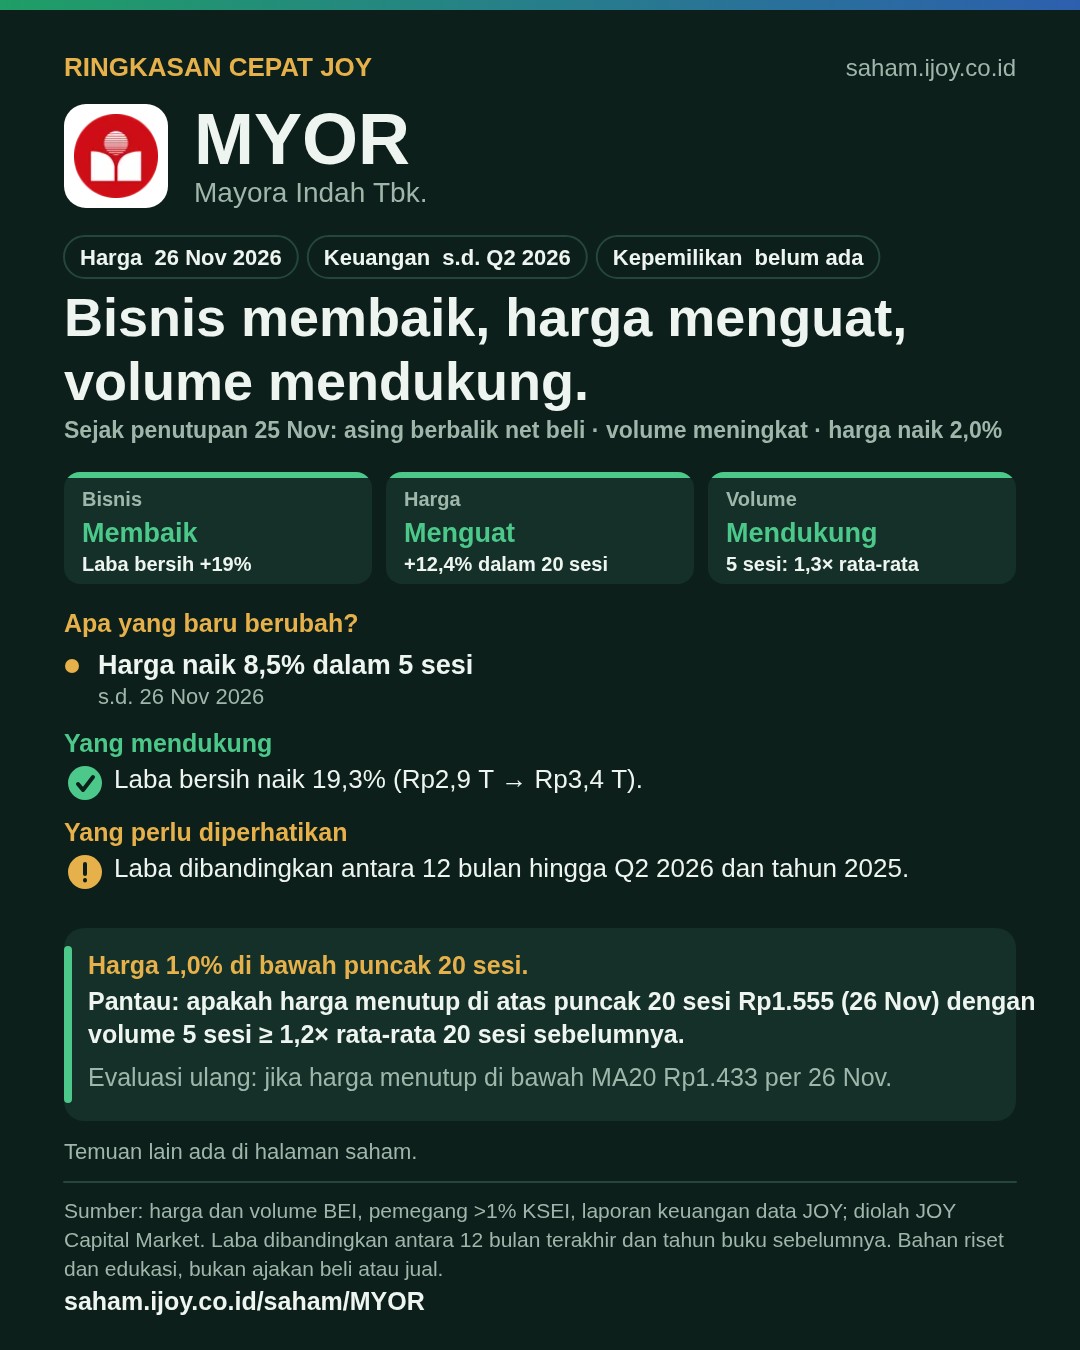 RINGKASAN CEPAT JOY
saham.ijoy.co.id
MYOR
Mayora Indah Tbk.
Harga 26 Nov 2026
Keuangan s.d. Q2 2026
Kepemilikan belum ada
Bisnis membaik, harga menguat,
volume mendukung.
Sejak penutupan 25 Nov: asing berbalik net beli · volume meningkat · harga naik 2,0%
Bisnis
Membaik
Laba bersih +19%
Harga
Menguat
+12,4% dalam 20 sesi
Volume
Mendukung
5 sesi: 1,3× rata-rata
Apa yang baru berubah?
Harga naik 8,5% dalam 5 sesi
s.d. 26 Nov 2026
Yang mendukung
Laba bersih naik 19,3% (Rp2,9 T → Rp3,4 T).
Yang perlu diperhatikan
Laba dibandingkan antara 12 bulan hingga Q2 2026 dan tahun 2025.
Harga 1,0% di bawah puncak 20 sesi.
Pantau: apakah harga menutup di atas puncak 20 sesi Rp1.555 (26 Nov) dengan
volume 5 sesi ≥ 1,2× rata-rata 20 sesi sebelumnya.
Evaluasi ulang: jika harga menutup di bawah MA20 Rp1.433 per 26 Nov.
Temuan lain ada di halaman saham.
Sumber: harga dan volume BEI, pemegang >1% KSEI, laporan keuangan data JOY; diolah JOY
Capital Market. Laba dibandingkan antara 12 bulan terakhir dan tahun buku sebelumnya. Bahan riset
dan edukasi, bukan ajakan beli atau jual.
saham.ijoy.co.id/saham/MYOR